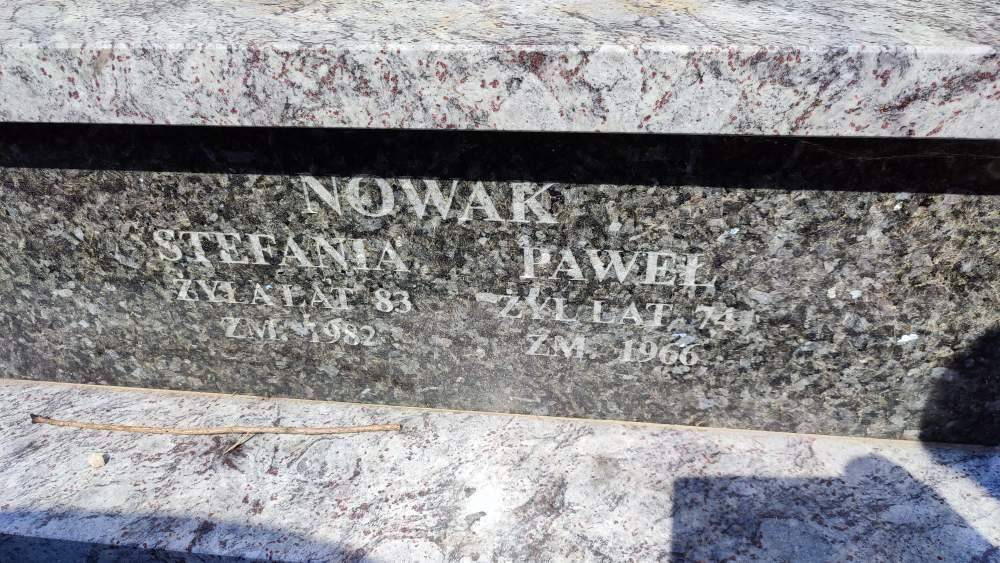 NOWAK
STEFANIA
ŻYŁA LAT 83
ZM. 1982
PAWEŁ
ŻYŁ LAT 74
ZM. 1966